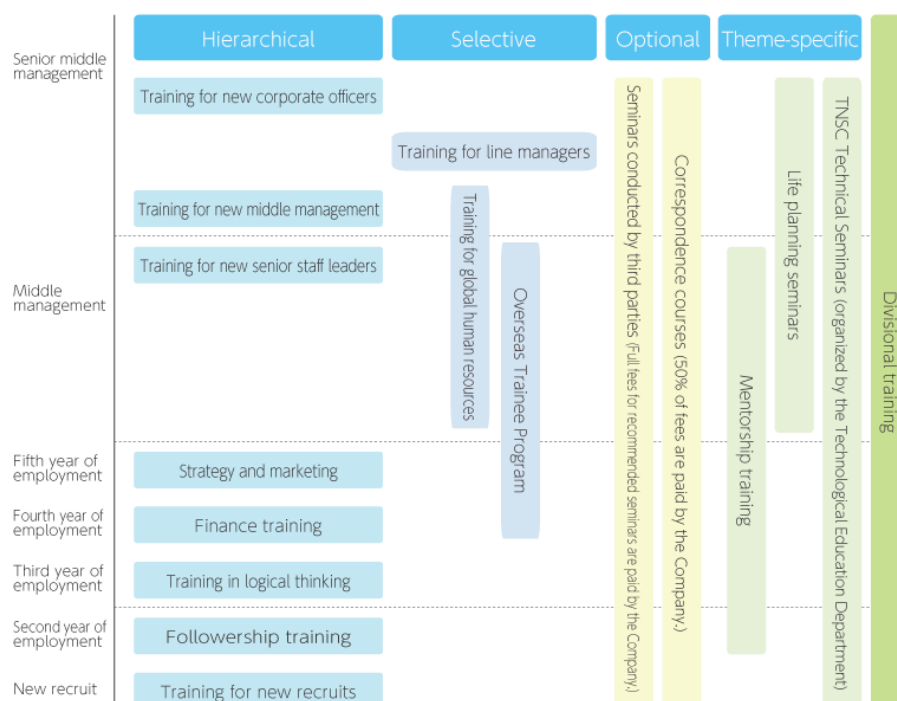 Hierarchical
Selective
Optional
Theme-specific
Senior middle
management
Training for new corporate officers
Training for line managers
Training for new middle management
Training for new senior staff leaders
Middle
management
Training for global human resources
Overseas Trainee Program
Seminars conducted by third parties (Full fees for recommended seminars are paid by the Company.)
Correspondence courses (50% of fees are paid by the Company.)
Mentorship training
Life planning seminars
TNSC Technical Seminars (organized by the Technological Education Department)
Divisional training
Fifth year of
employment
Strategy and marketing
Fourth year of
employment
Finance training
Third year of
employment
Training in logical thinking
Second year of
employment
Followership training
New recruit
Training for new recruits